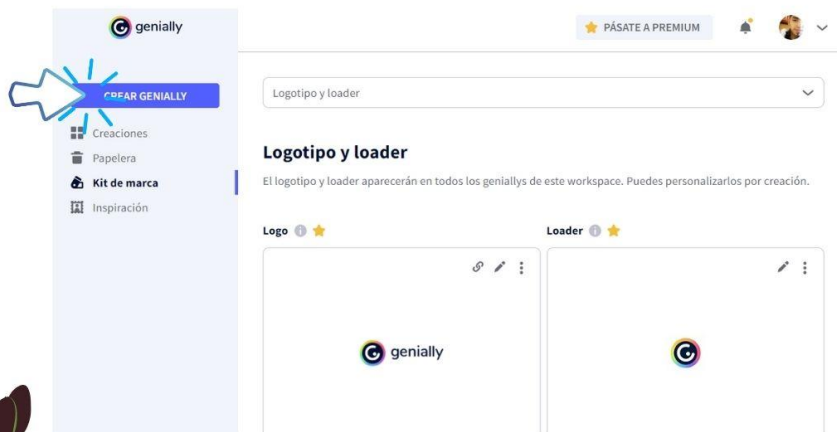 genially
PÁSATE A PREMIUM
CREAR GENIALLY
Creaciones
Papelera
Kit de marca
Inspiración
Logotipo y loader
Logotipo y loader
El logotipo y loader aparecerán en todos los geniallys de este workspace. Puedes personalizarlos por creación.
Logo
Loader
genially